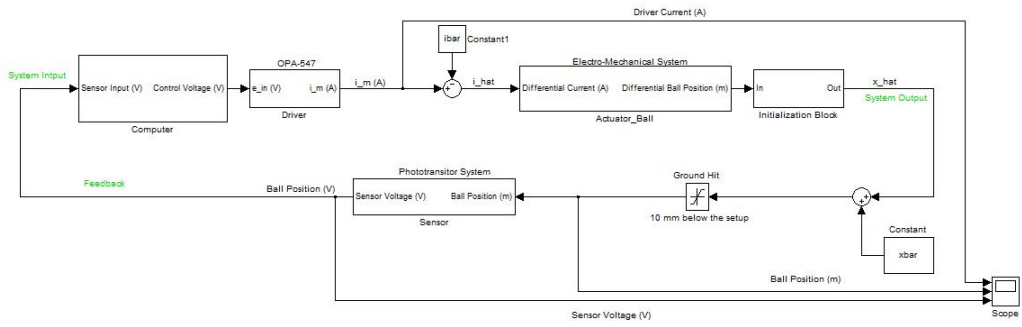 Driver Current (A)
ibar
Constant1
System Intput
Sensor Input (V)
Control Voltage (V)
Computer
OPA-547
e_in (V)
i_m (A)
Driver
i_m (A)
i_hat
Electro-Mechanical System
Differential Current (A)
Differential Ball Position (m)
Actuator_Ball
In
Out
Initialization Block
x_hat
System Output
Feedback
Ball Position (V)
Phototransitor System
Sensor Voltage (V)
Ball Position (m)
Sensor
Ground Hit
10 mm below the setup
Constant
xbar
Ball Position (m)
Sensor Voltage (V)
Scope